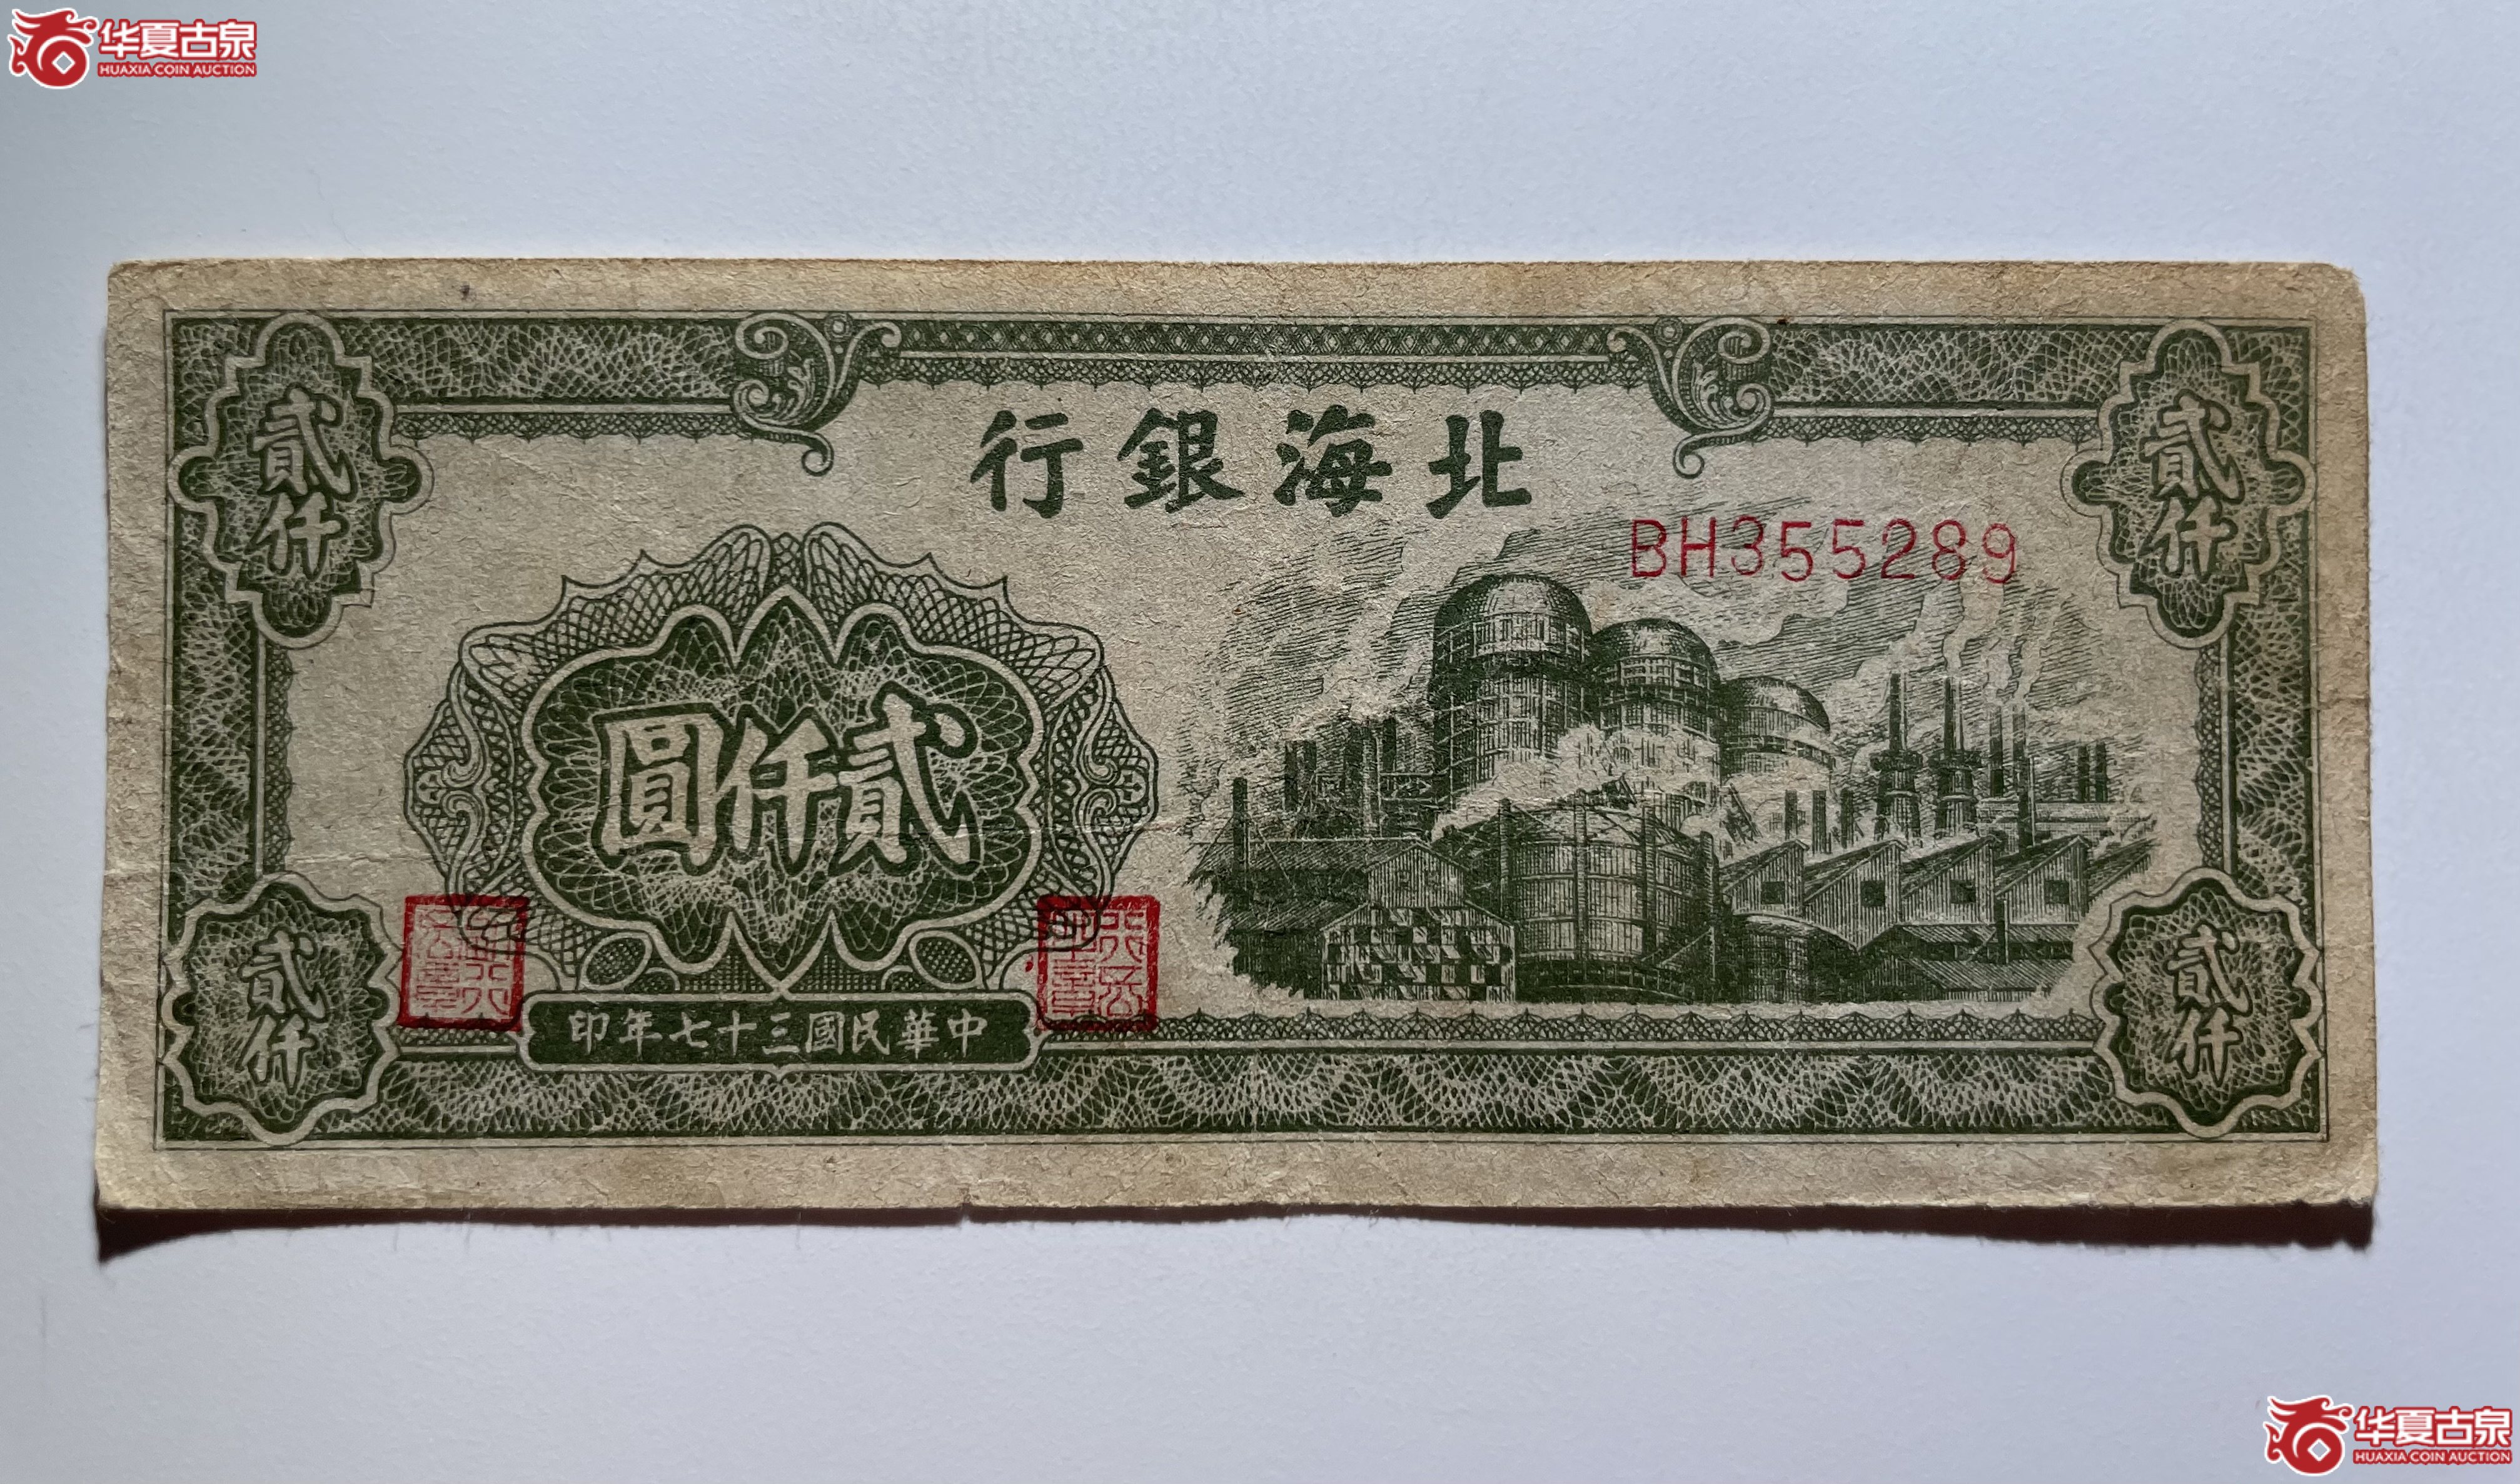 华夏古泉
HUAXIA COIN AUCTION
北海銀行
BH355289
貳仟
貳仟
貳仟圓
貳仟
貳仟
中華民國三十七年印
华夏古泉
HUAXIA COIN AUCTION